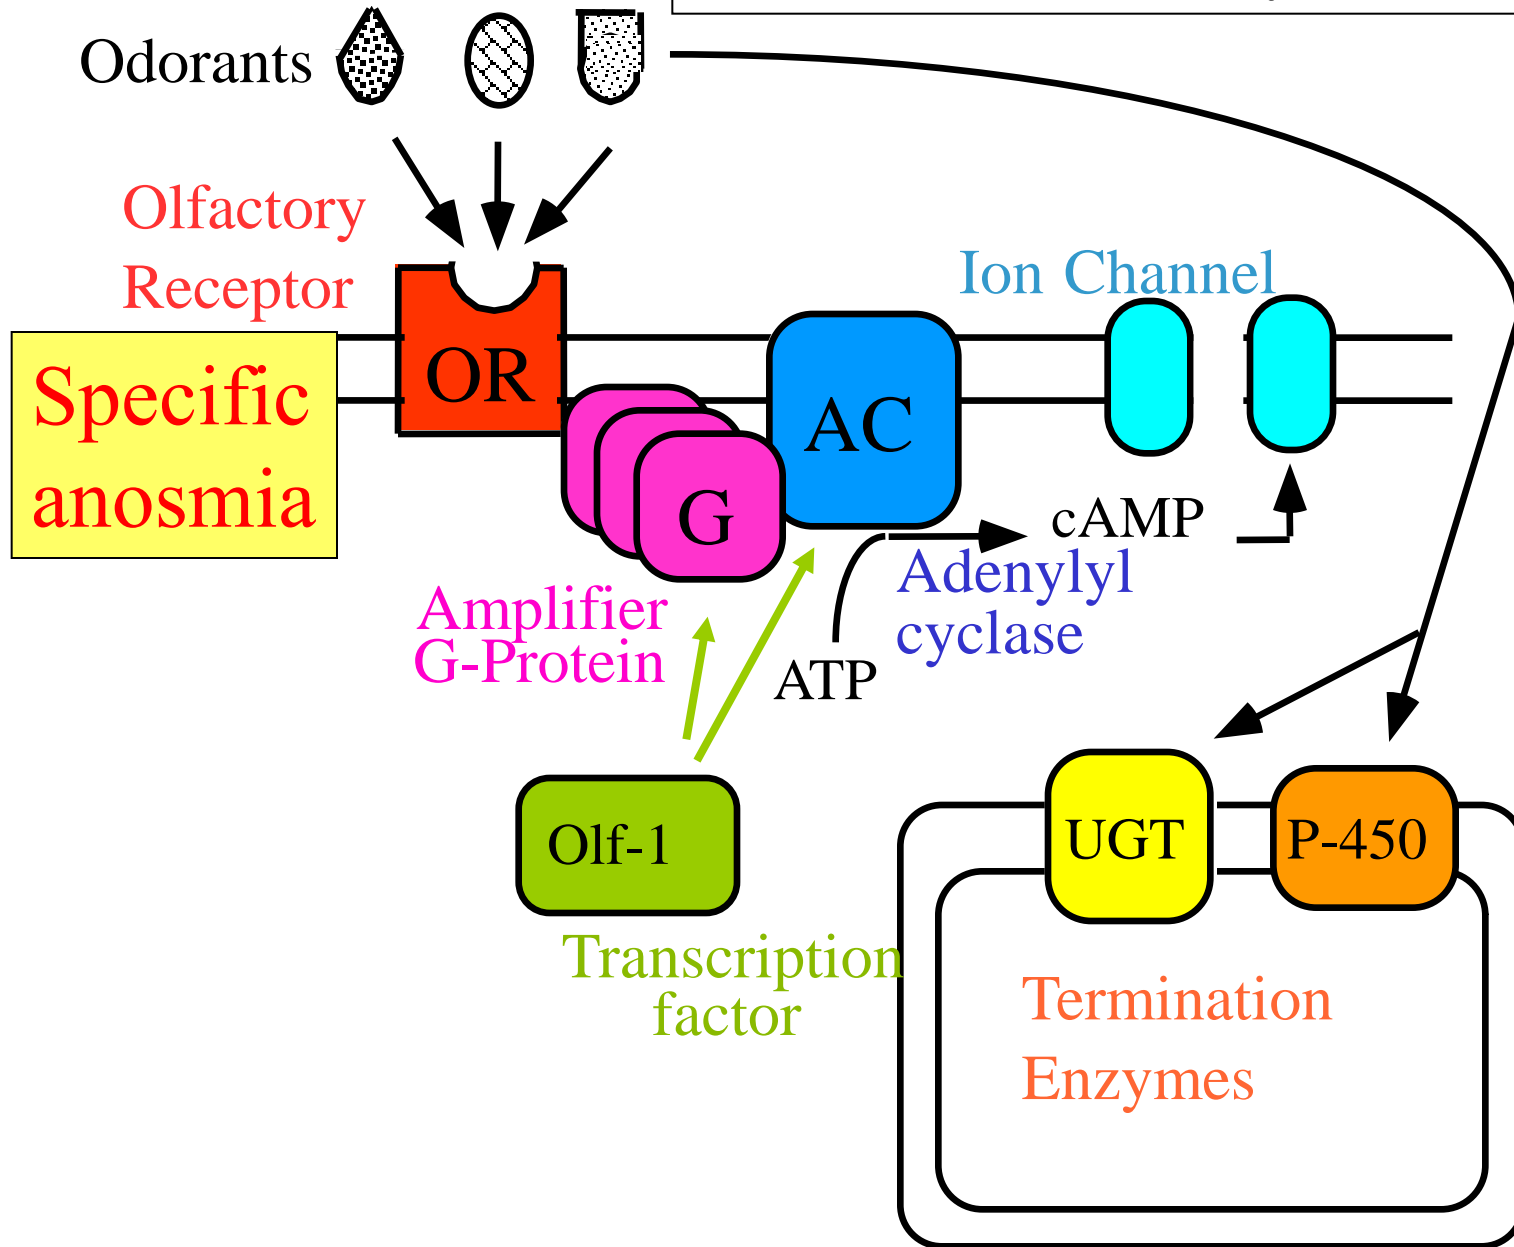 Odorants
Olfactory
Receptor
Ion Channel
Specific
anosmia
OR
AC
G
cAMP
Adenylyl
cyclase
Amplifier
G-Protein
ATP
Olf-1
UGT
P-450
Transcription
factor
Termination
Enzymes